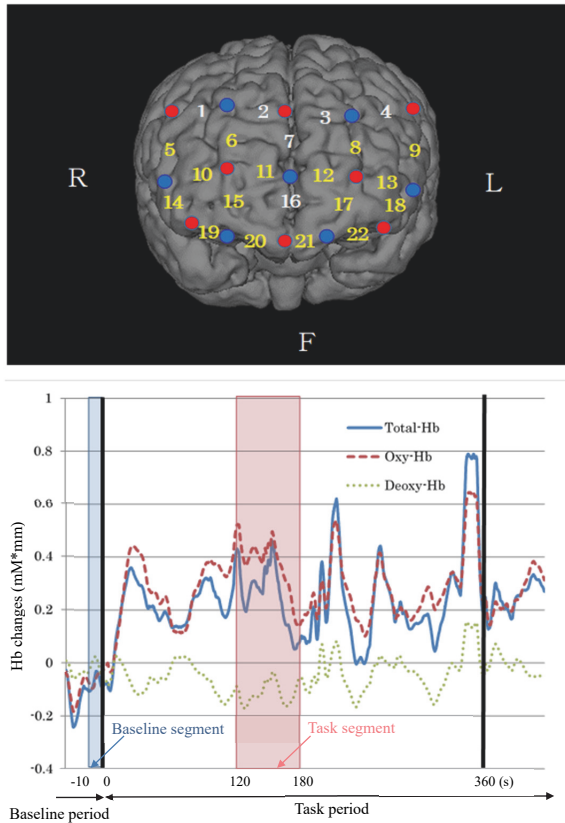 1 2 3 4
5 6 7 8 9
10 11 12 13
14 15 16 17 18
19 20 21 22
R
L
F
Hb changes (mM*mm)
1
0.8
0.6
0.4
0.2
0
-0.2
-0.4
Total-Hb
Oxy-Hb
Deoxy-Hb
Baseline segment
Task segment
-10 0 120 180 360 (s)
Baseline period
Task period